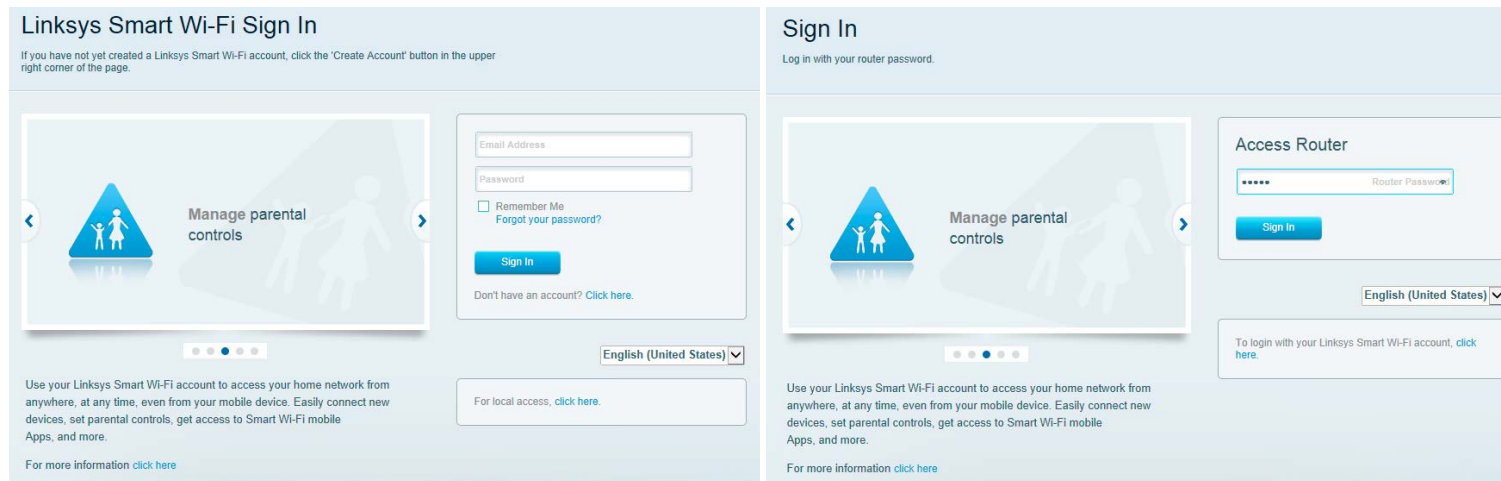 Linksys Smart Wi-Fi Sign In
If you have not yet created a Linksys Smart Wi-Fi account, click the 'Create Account' button in the upper
right corner of the page.
Manage parental
controls
Email Address
Password
Remember Me
Forgot your password?
Sign In
Don't have an account? Click here.
English (United States)
Use your Linksys Smart Wi-Fi account to access your home network from
anywhere, at any time, even from your mobile device. Easily connect new
devices, set parental controls, get access to Smart Wi-Fi mobile
Apps, and more.
For more information click here
For local access, click here.
Sign In
Log in with your router password.
Manage parental
controls
Access Router
Router Password
Sign In
English (United States)
To login with your Linksys Smart Wi-Fi account, click
here.
Use your Linksys Smart Wi-Fi account to access your home network from
anywhere, at any time, even from your mobile device. Easily connect new
devices, set parental controls, get access to Smart Wi-Fi mobile
Apps, and more.
For more information click here